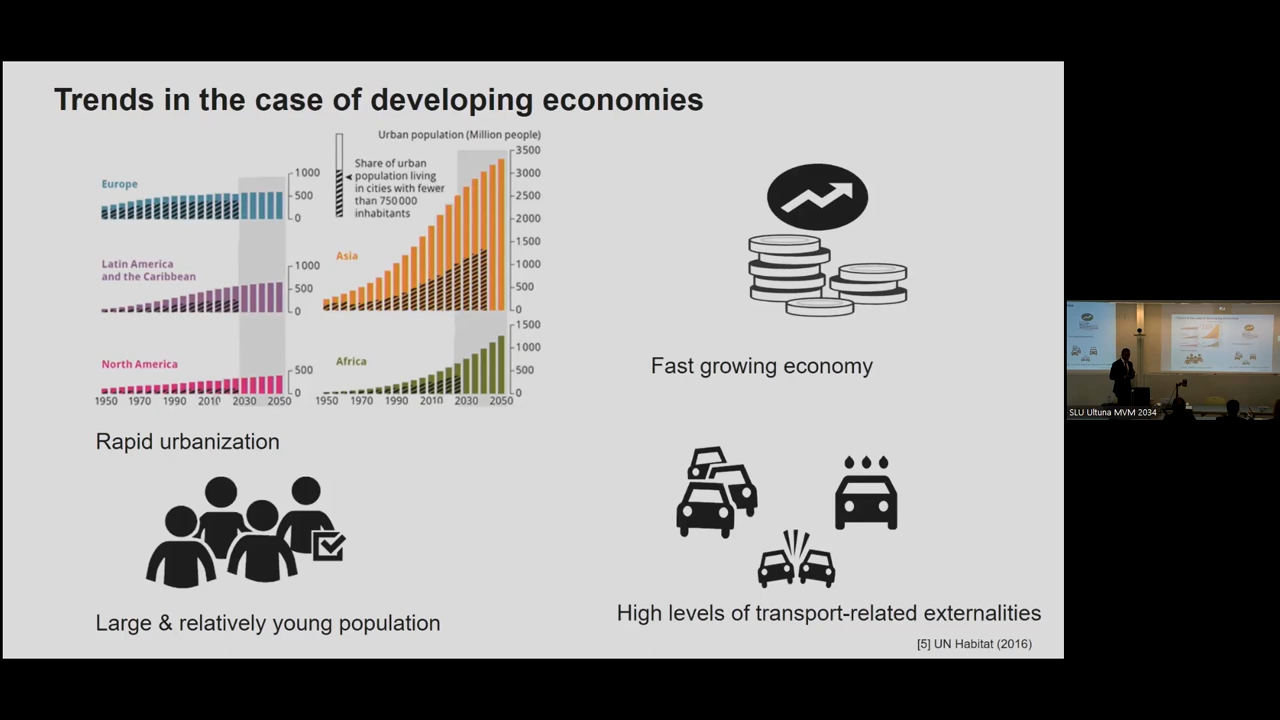 Trends in the case of developing economies
Urban population (Million people)
Share of urban
population living
in cities with fewer
than 750 000
inhabitants
Europe
1000
500
0
Latin America
and the Caribbean
1000
500
0
North America
500
0
1950 1970 1990 2010 2030 2050
Asia
3500
3000
2500
2000
1500
1000
500
0
Africa
1500
1000
500
0
1950 1970 1990 2010 2030 2050
Rapid urbanization
Large & relatively young population
Fast growing economy
High levels of transport-related externalities
[5] UN Habitat (2016)
SLU Ultuna MVM 2034